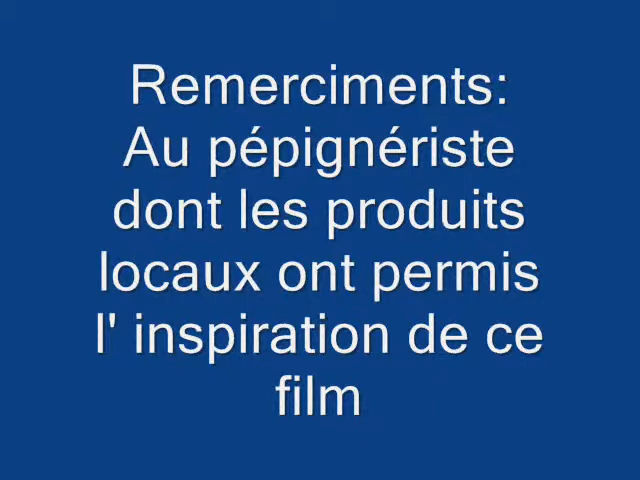 Remerciments:
Au pépignériste
dont les produits
locaux ont permis
l' inspiration de ce
film